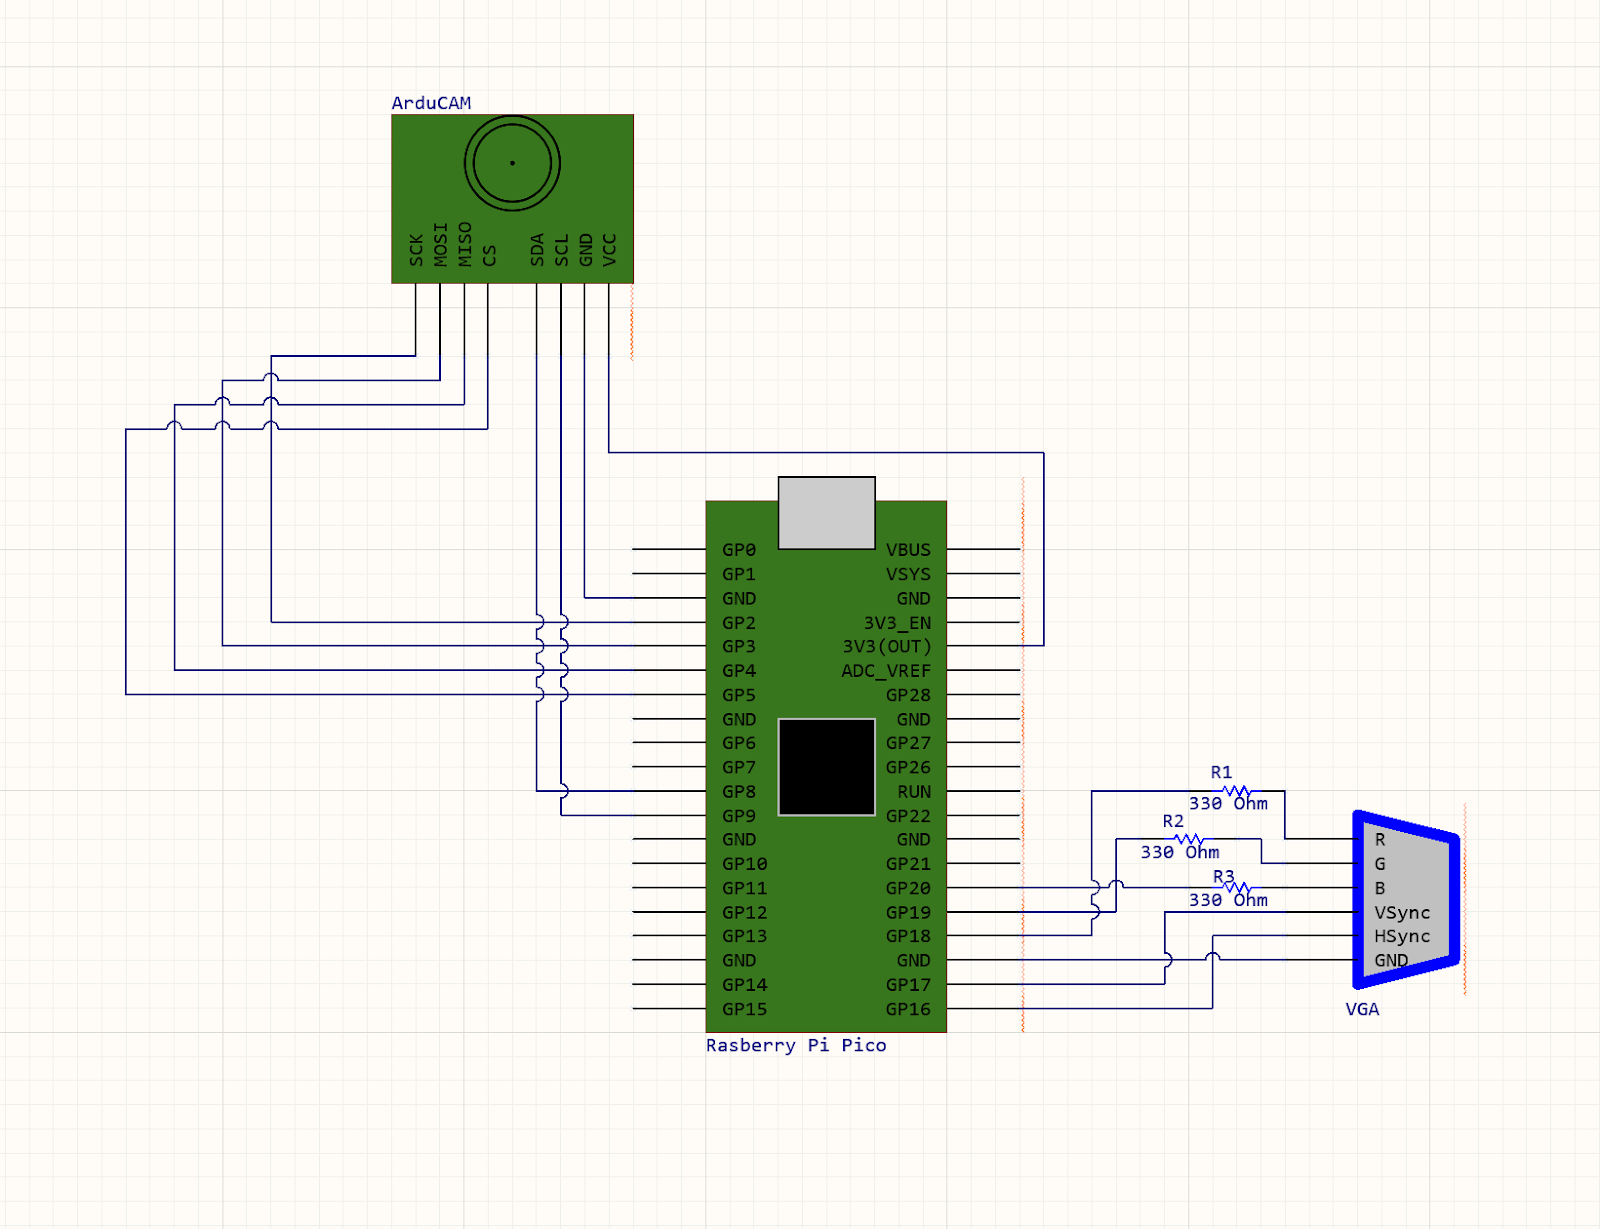 ArduCAM
SCK
MOSI
MISO
CS
SDA
SCL
GND
VCC
GP0
GP1
GND
GP2
GP3
GP4
GP5
GND
GP6
GP7
GP8
GP9
GND
GP10
GP11
GP12
GP13
GND
GP14
GP15
VBUS
VSYS
GND
3V3_EN
3V3(OUT)
ADC_VREF
GP28
GND
GP27
GP26
RUN
GP22
GND
GP21
GP20
GP19
GP18
GND
GP17
GP16
Rasberry Pi Pico
R1
330 Ohm
R2
330 Ohm
R3
330 Ohm
R
G
B
VSync
HSync
GND
VGA